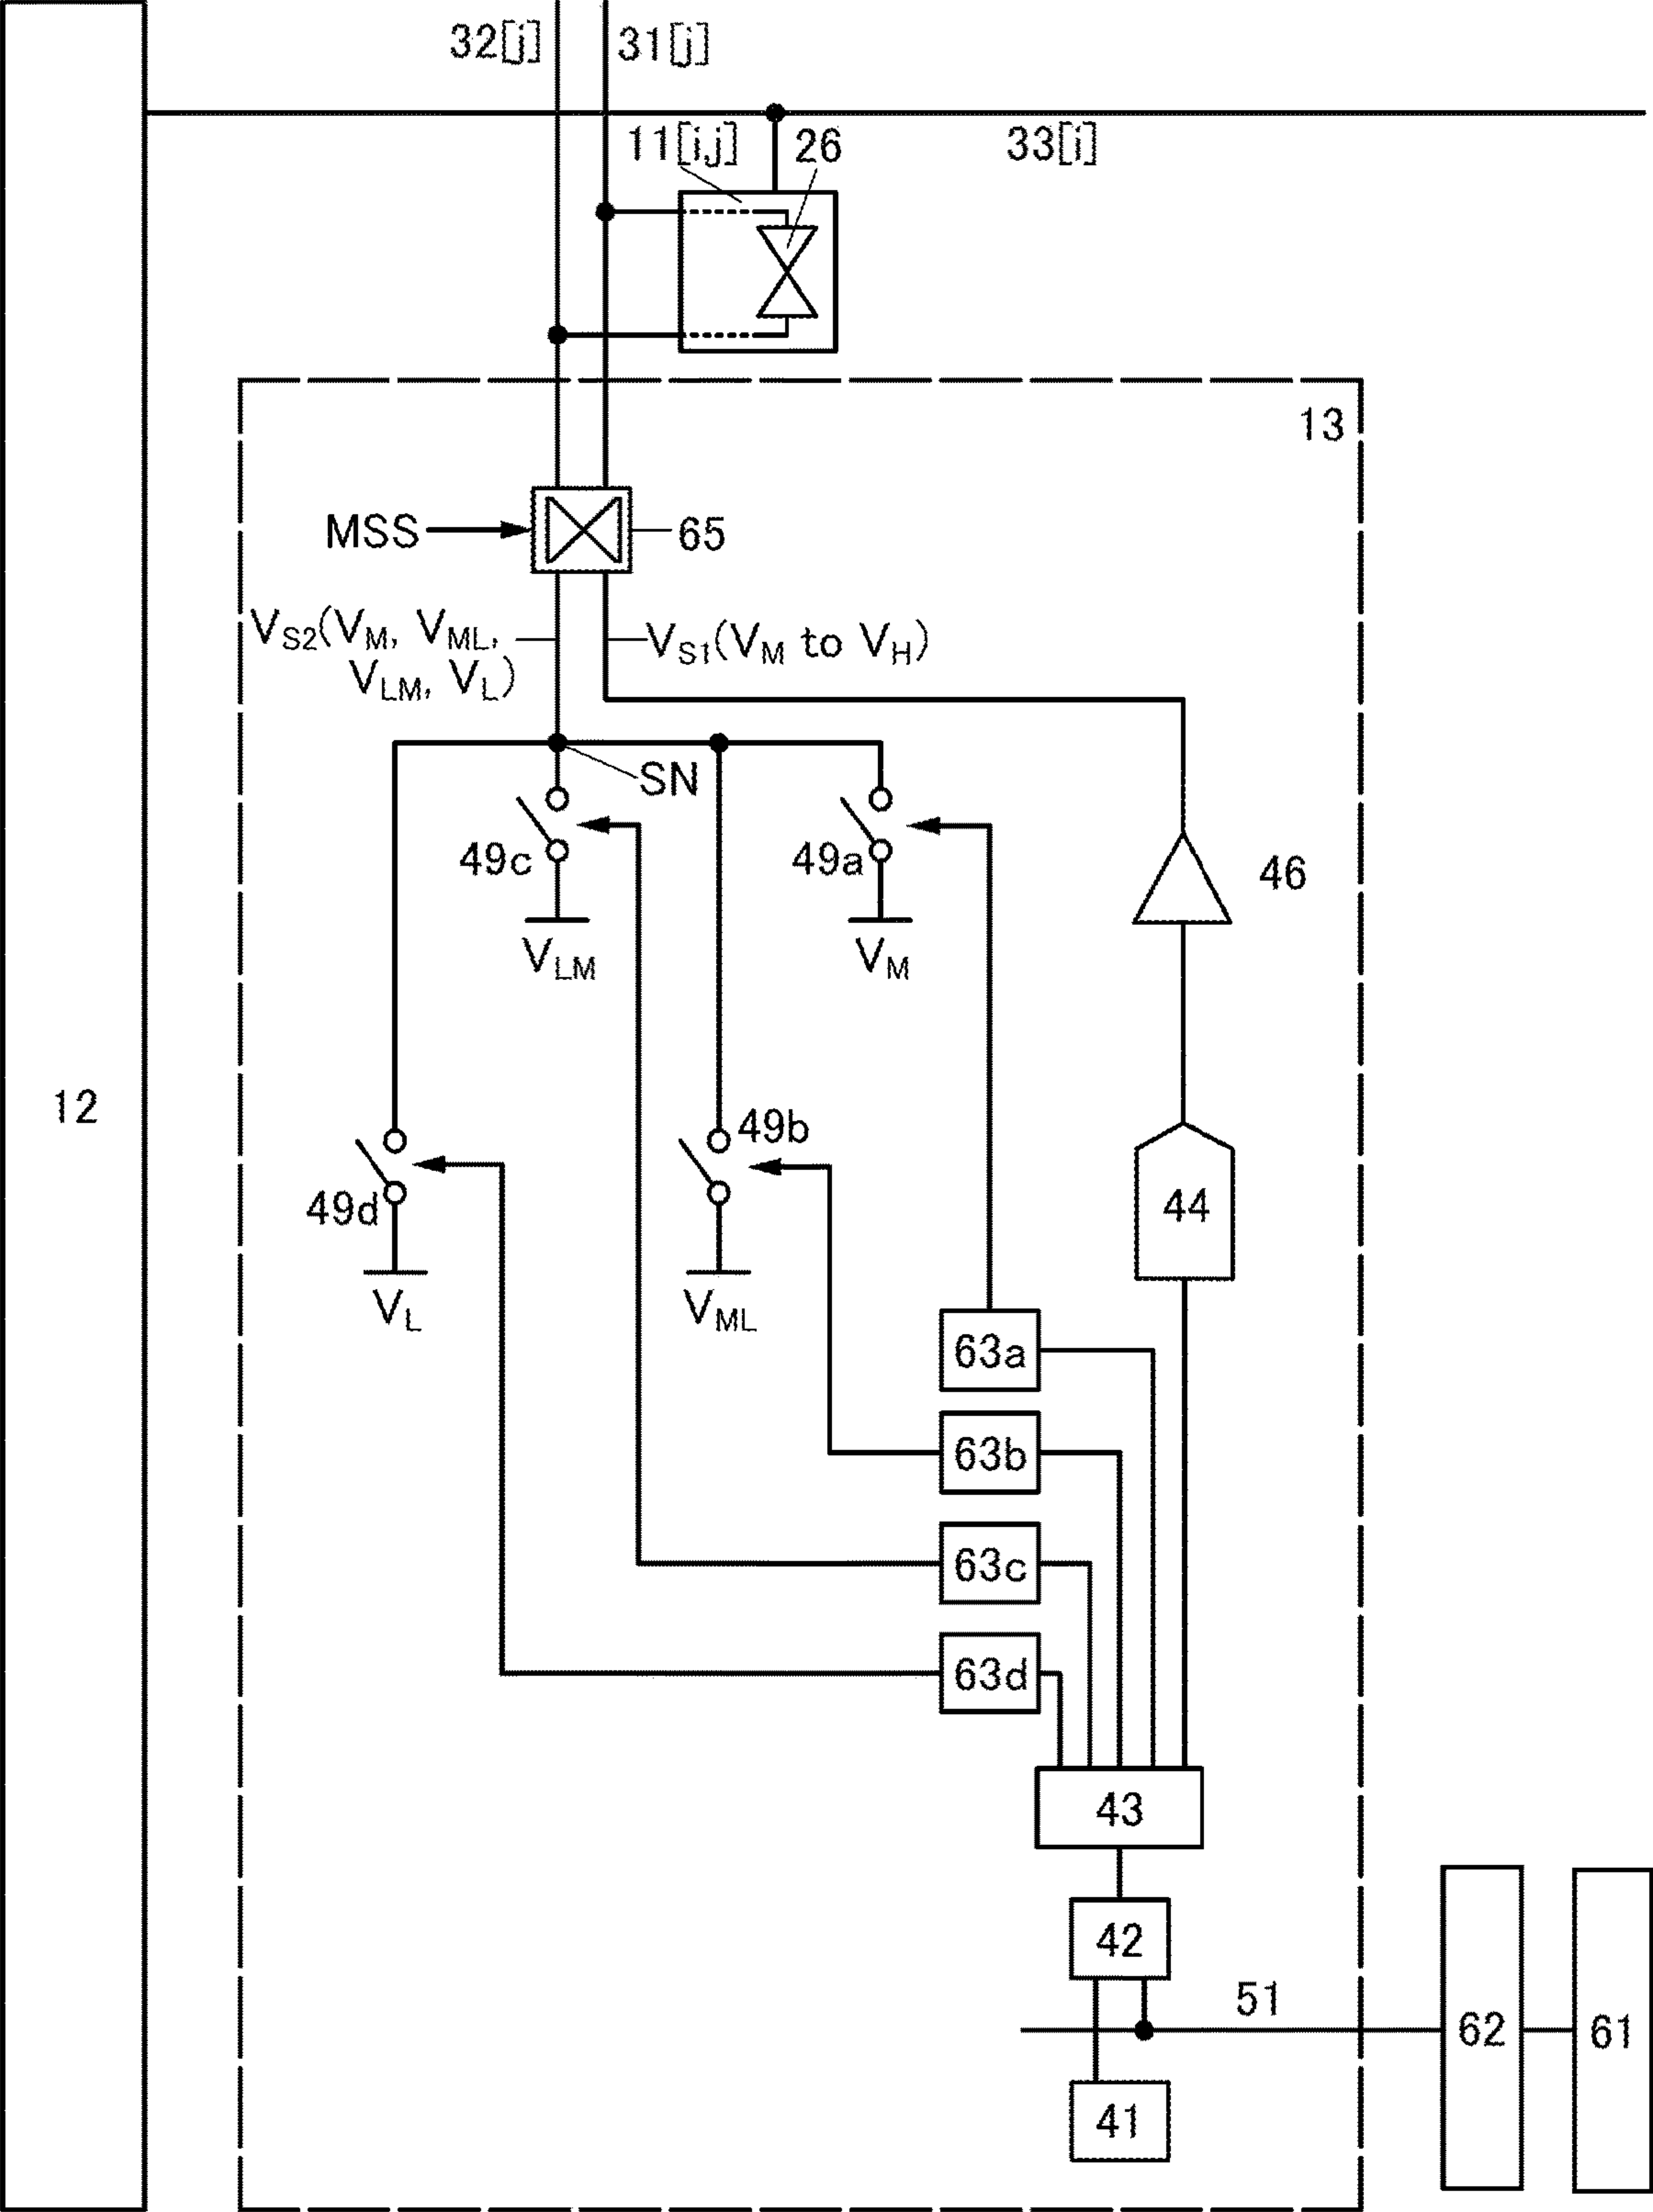 32[j]
31[j]
11[i,j]
26
33[i]
13
MSS
65
VS2(VM, VML,
VLM, VL)
VS1(VM to VH)
SN
49c
49a
46
VLM
VM
12
49b
49d
44
VL
VML
63a
63b
63c
63d
43
42
51
62
61
41